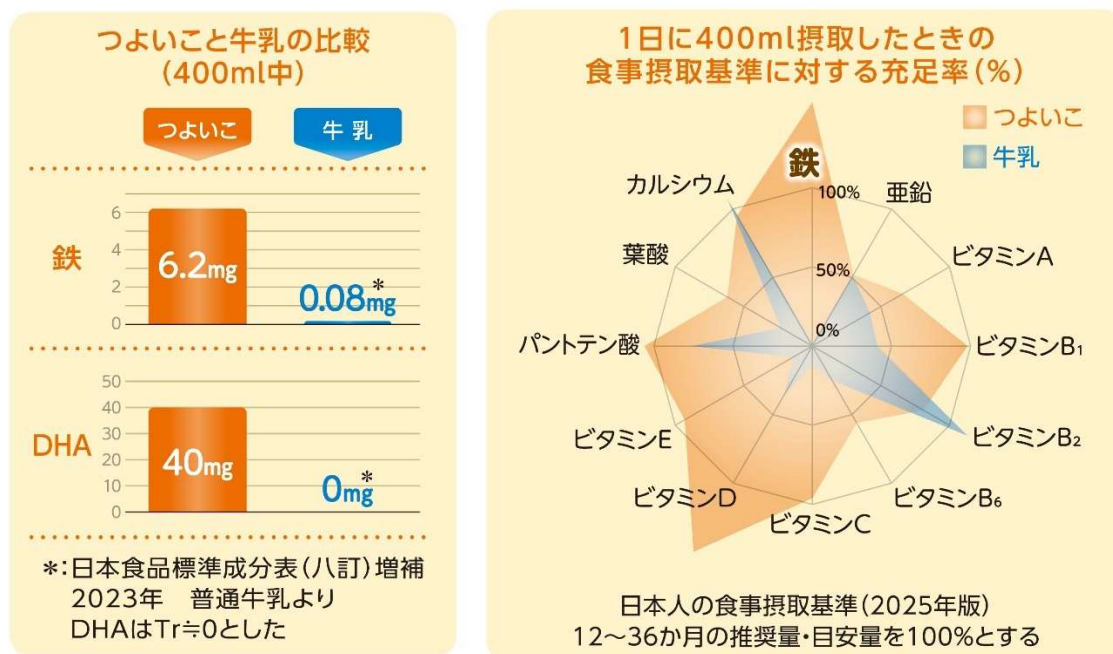 つよいこと牛乳の比較
(400ml中)
つよいこ
牛乳
鉄
6
4
2
0
6.2mg
0.08mg*
DHA
50
40
30
20
10
0
40mg
0mg*
*:日本食品標準成分表(八訂)増補
2023年 普通牛乳より
DHAはTr≒0とした
1日に400ml摂取したときの
食事摂取基準に対する充足率(%)
つよいこ
牛乳
鉄
100%
50%
0%
亜鉛
ビタミンA
ビタミンB₁
ビタミンB₂
ビタミンB₆
ビタミンC
ビタミンD
ビタミンE
パントテン酸
葉酸
カルシウム
日本人の食事摂取基準(2025年版)
12〜36か月の推奨量・目安量を100%とする